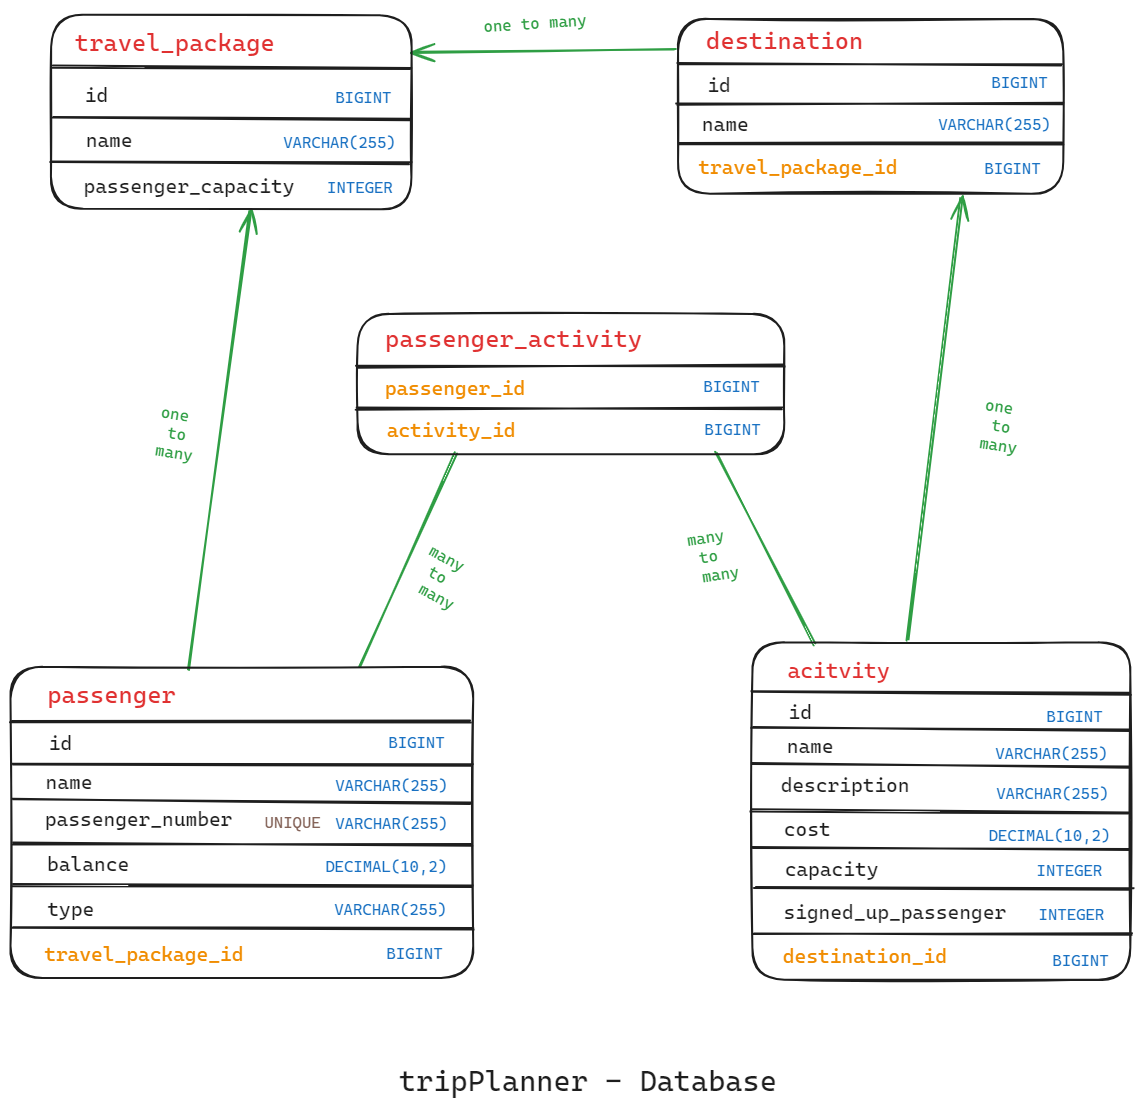 travel_package
id BIGINT
name VARCHAR(255)
passenger_capacity INTEGER
one to many
destination
id BIGINT
name VARCHAR(255)
travel_package_id BIGINT
passenger_activity
passenger_id BIGINT
activity_id BIGINT
one
to
many
one
to
many
many
to
many
many
to
many
passenger
id BIGINT
name VARCHAR(255)
passenger_number UNIQUE VARCHAR(255)
balance DECIMAL(10,2)
type VARCHAR(255)
travel_package_id BIGINT
acitvity
id BIGINT
name VARCHAR(255)
description VARCHAR(255)
cost DECIMAL(10,2)
capacity INTEGER
signed_up_passenger INTEGER
destination_id BIGINT
tripPlanner - Database